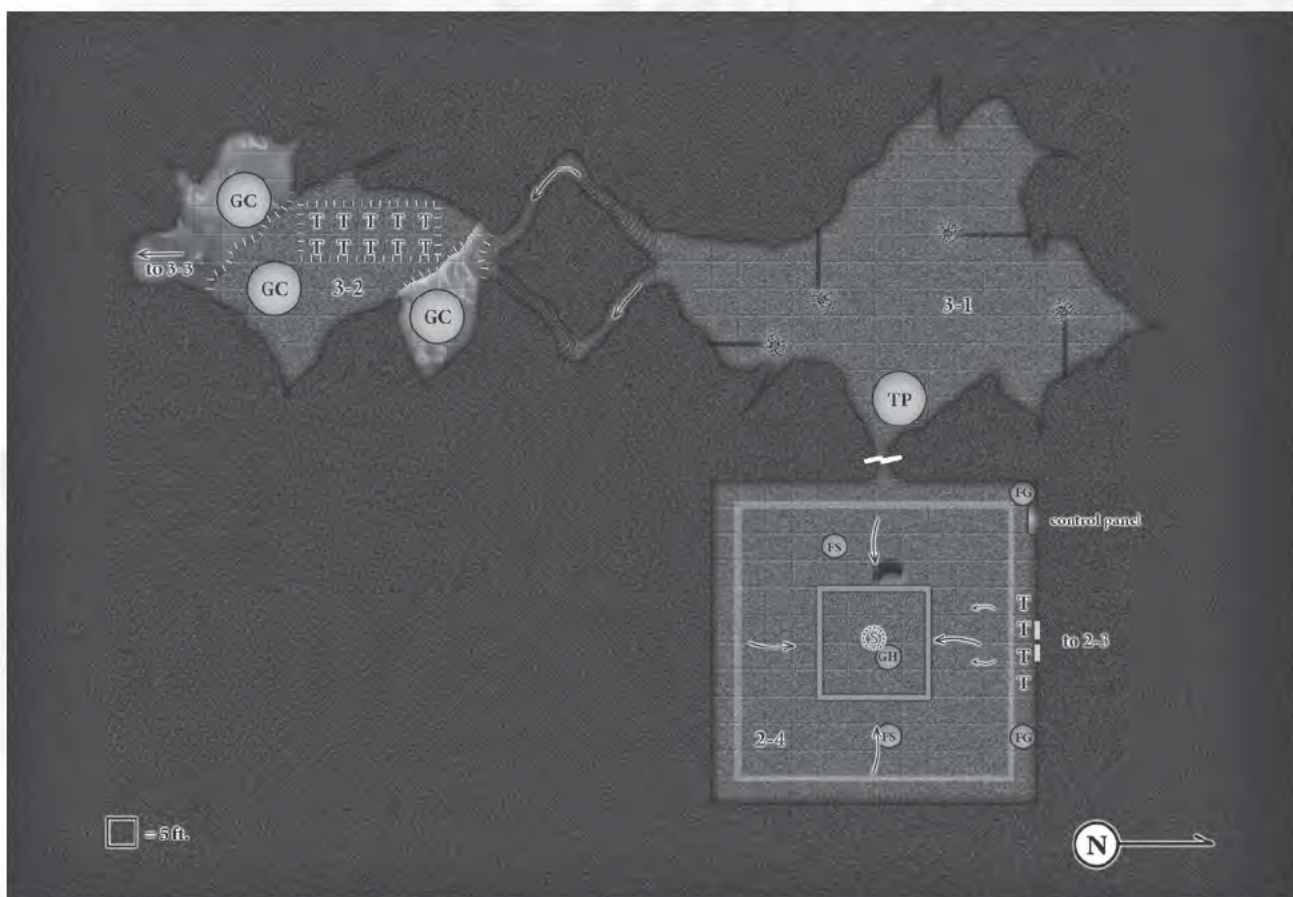 GC
T T T T T
T T T T T
to 3-3
GC
3-2
GC
3-1
TP
FG
control panel
FS
T
T
to 2-3
S
GH
T
T
2-4
FS
FG
= 5 ft.
N